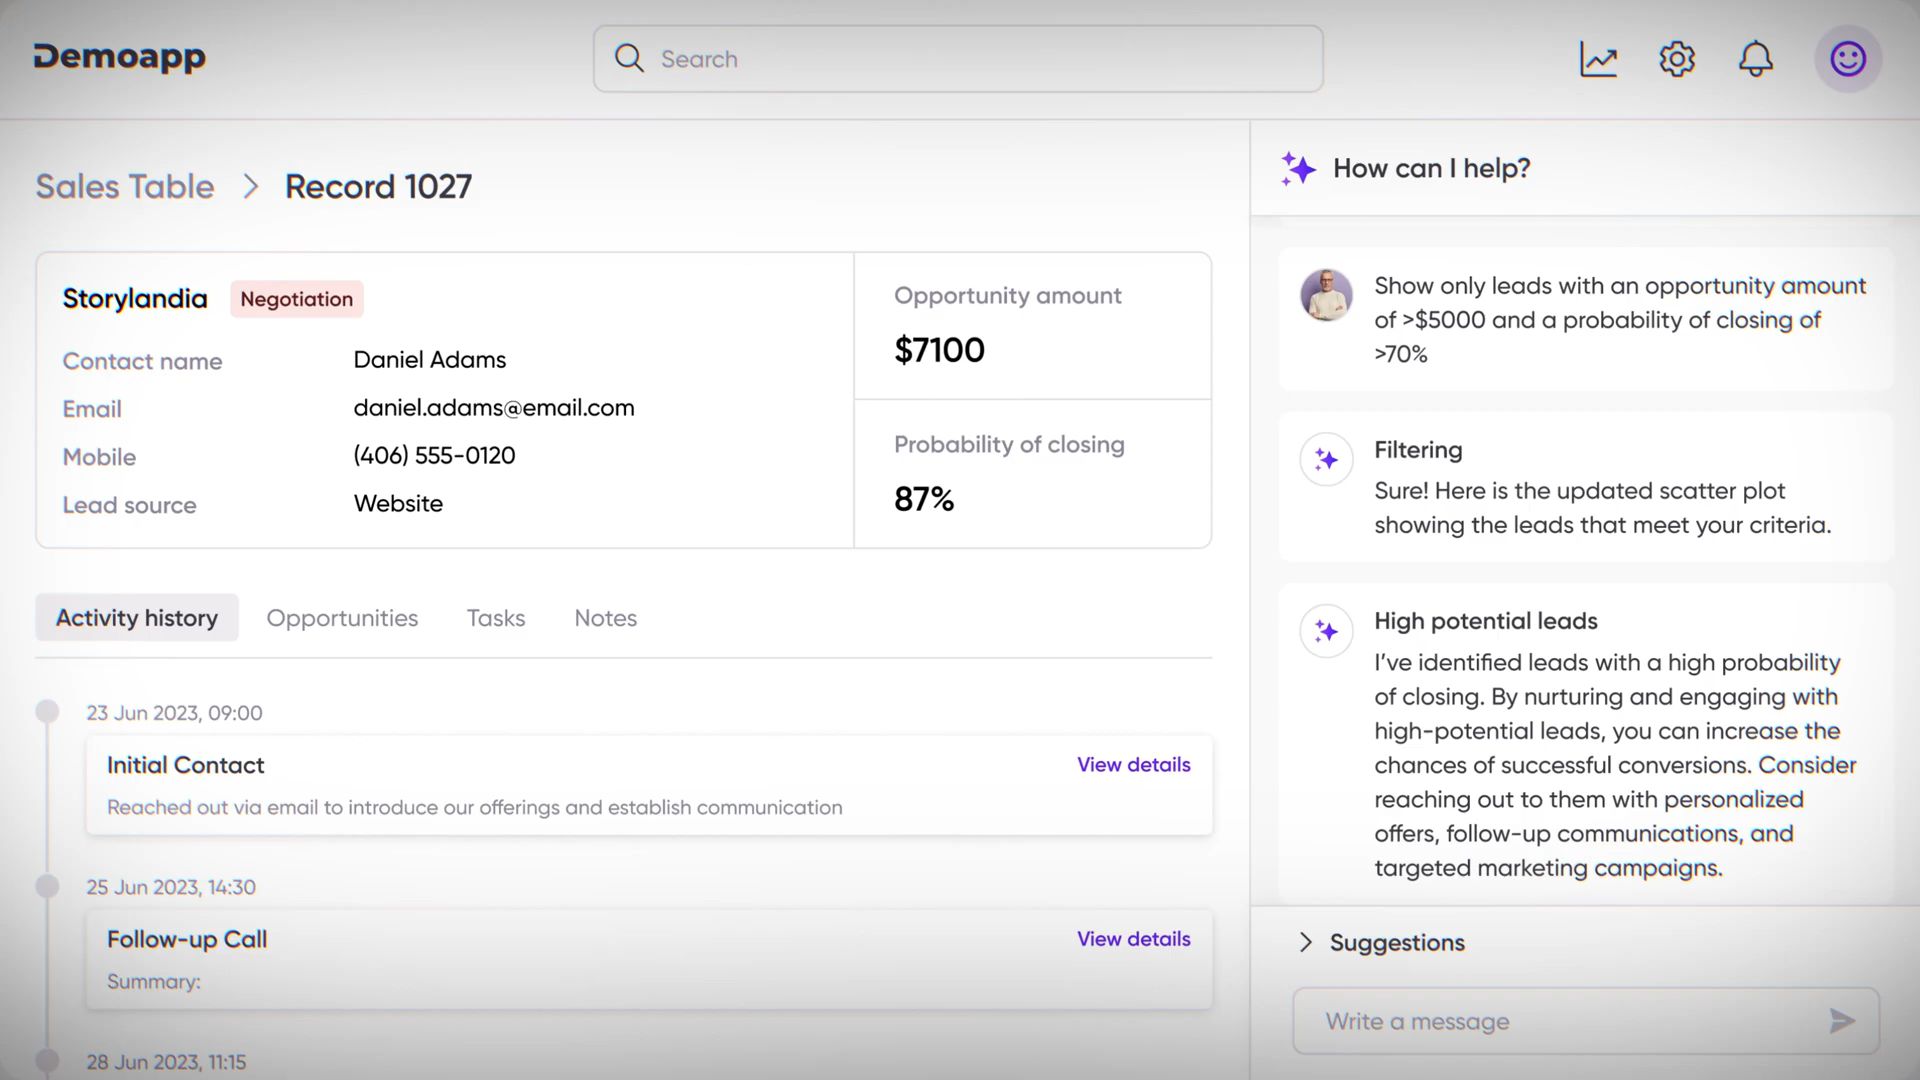 Demoapp
Search
Sales Table > Record 1027
Storylandia
Negotiation
Contact name
Daniel Adams
Email
daniel.adams@email.com
Mobile
(406) 555-0120
Lead source
Website
Opportunity amount
$7100
Probability of closing
87%
Activity history
Opportunities
Tasks
Notes
23 Jun 2023, 09:00
Initial Contact
View details
Reached out via email to introduce our offerings and establish communication
25 Jun 2023, 14:30
Follow-up Call
View details
Summary:
28 Jun 2023, 11:15
How can I help?
Show only leads with an opportunity amount
of >$5000 and a probability of closing of
>70%
Filtering
Sure! Here is the updated scatter plot
showing the leads that meet your criteria.
High potential leads
I’ve identified leads with a high probability
of closing. By nurturing and engaging with
high-potential leads, you can increase the
chances of successful conversions. Consider
reaching out to them with personalized
offers, follow-up communications, and
targeted marketing campaigns.
Suggestions
Write a message